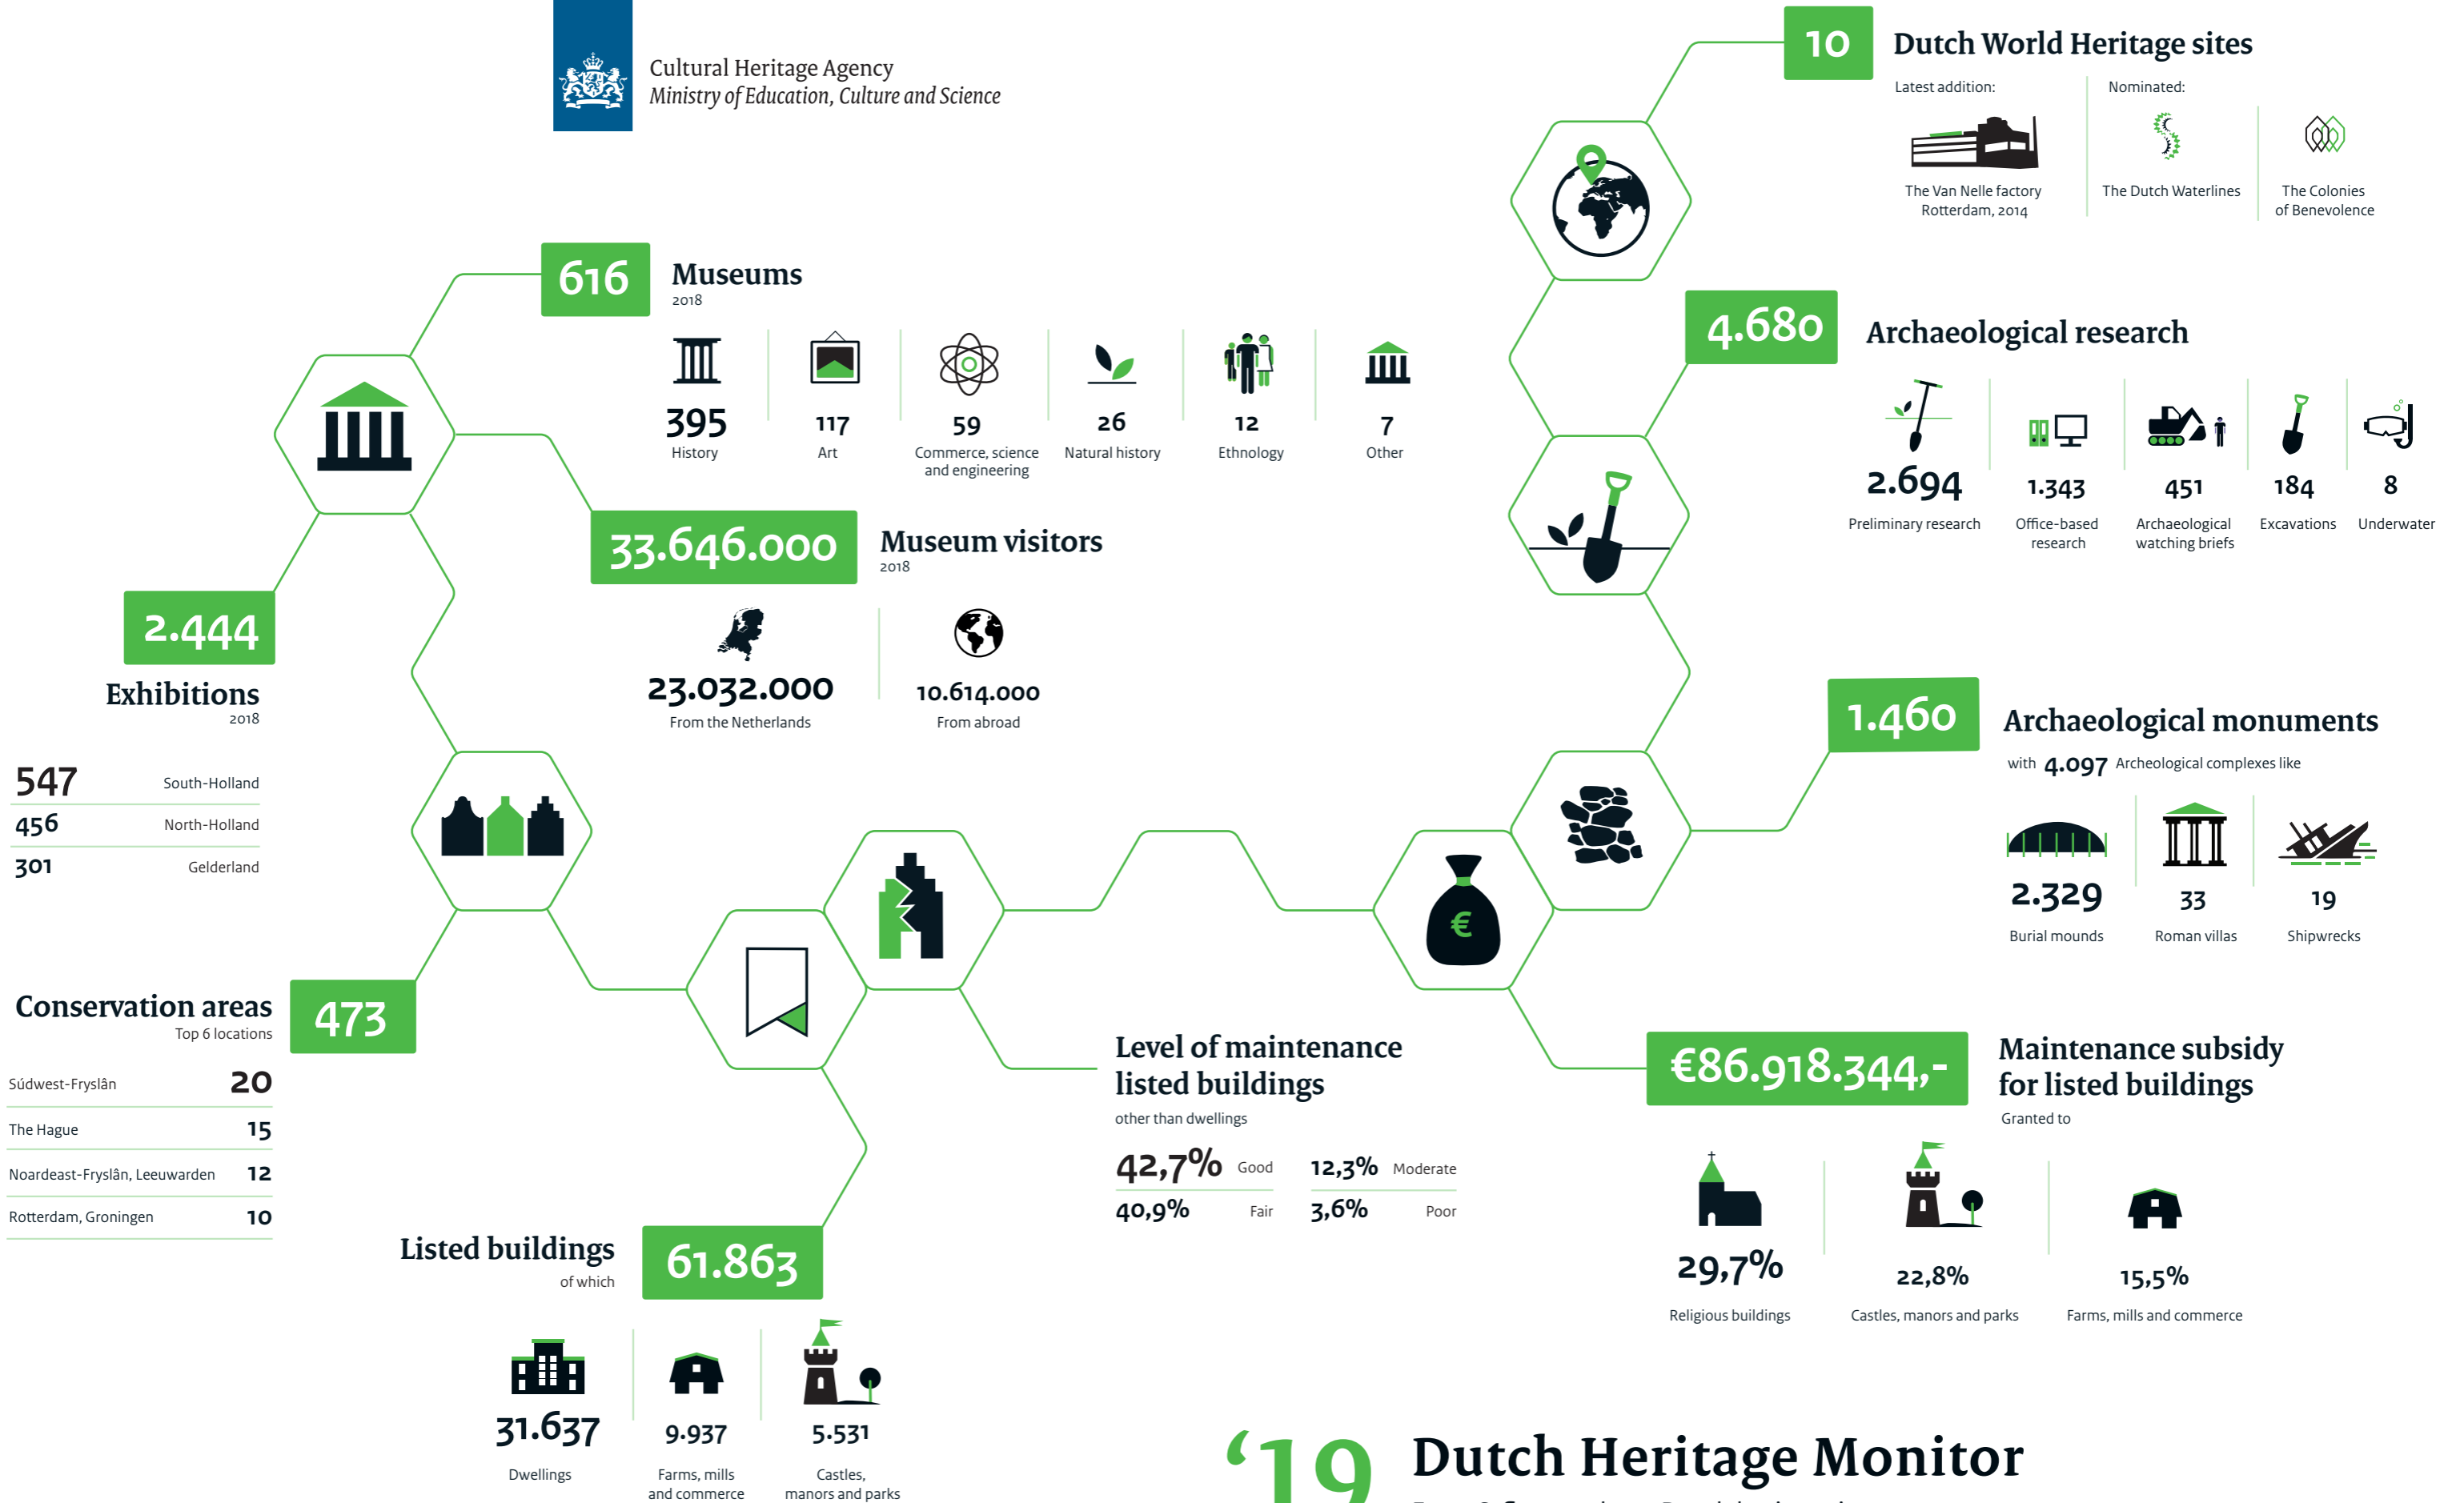 Cultural Heritage Agency
Ministry of Education, Culture and Science
616
Museums
2018
395
History
117
Art
59
Commerce, science
and engineering
26
Natural history
12
Ethnology
7
Other
33.646.000
Museum visitors
2018
23.032.000
From the Netherlands
10.614.000
From abroad
2.444
Exhibitions
2018
547 South-Holland
456 North-Holland
301 Gelderland
Conservation areas
Top 6 locations
473
Súdwest-Fryslân 20
The Hague 15
Noardeast-Fryslân, Leeuwarden 12
Rotterdam, Groningen 10
Listed buildings
of which
61.863
31.637
Dwellings
9.937
Farms, mills
and commerce
5.531
Castles,
manors and parks
Level of maintenance
listed buildings
other than dwellings
42,7% Good
12,3% Moderate
40,9% Fair
3,6% Poor
10
Dutch World Heritage sites
Latest addition:
The Van Nelle factory
Rotterdam, 2014
Nominated:
The Dutch Waterlines
The Colonies
of Benevolence
4.680
Archaeological research
2.694
Preliminary research
1.343
Office-based
research
451
Archaeological
watching briefs
184
Excavations
8
Underwater
1.460
Archaeological monuments
with 4.097 Archeological complexes like
2.329
Burial mounds
33
Roman villas
19
Shipwrecks
€
€86.918.344,-
Maintenance subsidy
for listed buildings
Granted to
29,7%
Religious buildings
22,8%
Castles, manors and parks
15,5%
Farms, mills and commerce
‘19
Dutch Heritage Monitor